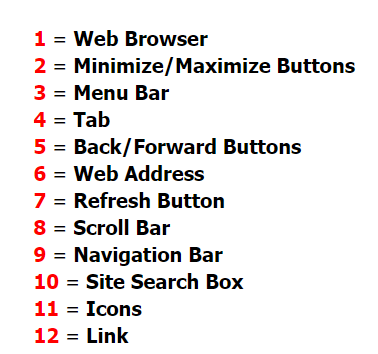 1 = Web Browser
2 = Minimize/Maximize Buttons
3 = Menu Bar
4 = Tab
5 = Back/Forward Buttons
6 = Web Address
7 = Refresh Button
8 = Scroll Bar
9 = Navigation Bar
10 = Site Search Box
11 = Icons
12 = Link